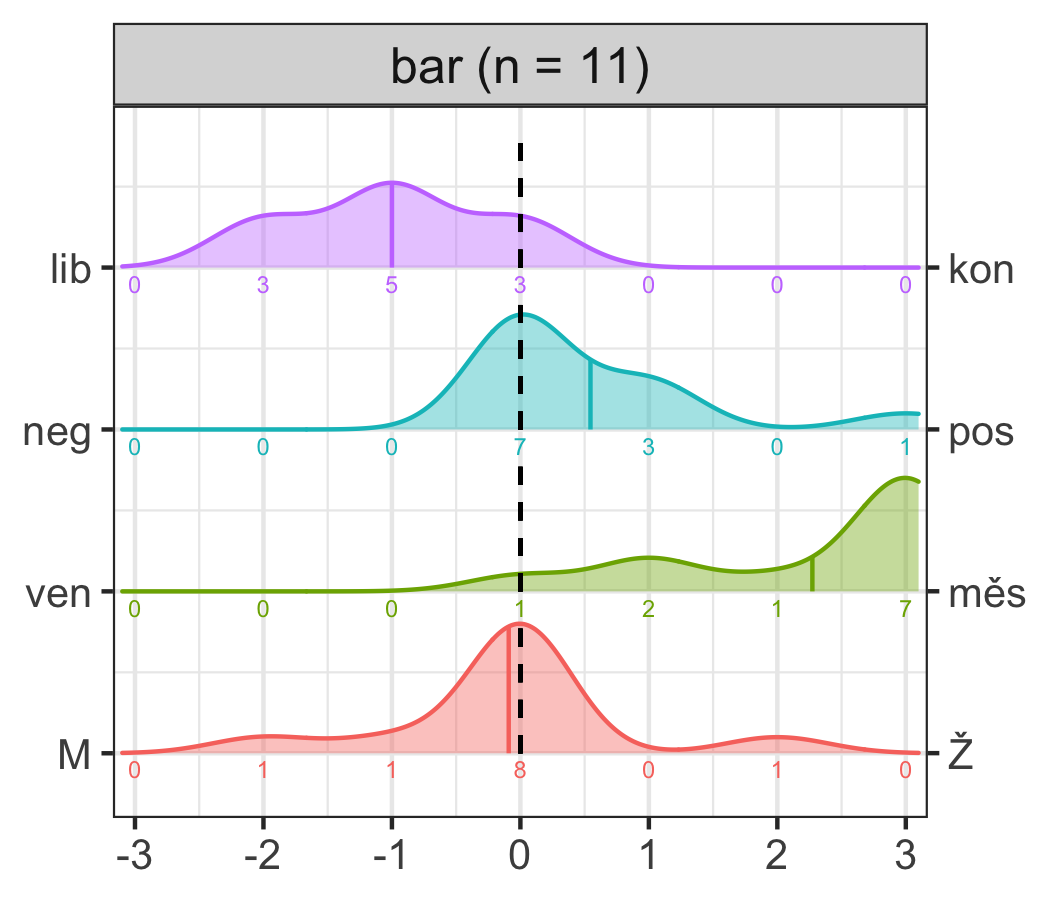 bar (n = 11)
lib kon
0 3 5 3 0 0 0
neg pos
0 0 0 7 3 0 1
ven měs
0 0 0 1 2 1 7
M Ž
0 1 1 8 0 1 0
-3 -2 -1 0 1 2 3